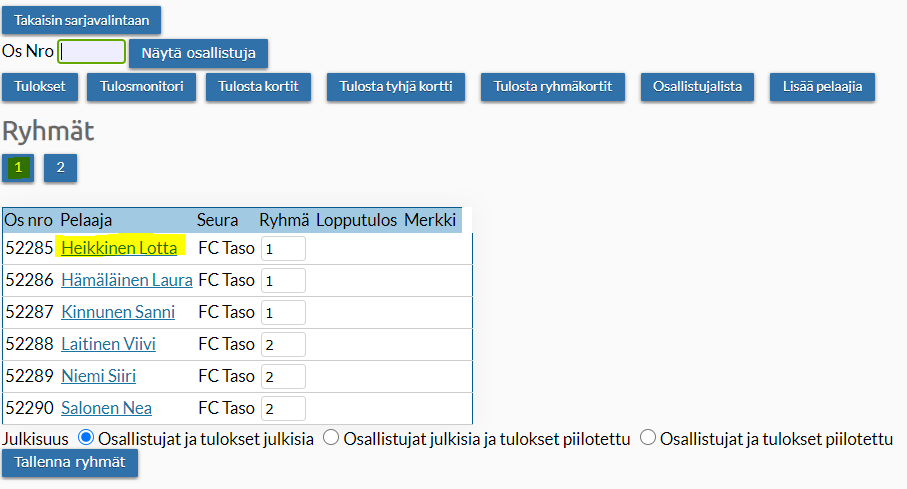 Takaisin sarjavalintaan
Os Nro Näytä osallistuja
Tulokset Tulosmonitori Tulosta kortit Tulosta tyhjä kortti Tulosta ryhmäkortit Osallistujalista Lisää pelaajia
Ryhmät
1 2
Os nro Pelaaja Seura Ryhmä Lopputulos Merkki
52285 Heikkinen Lotta FC Taso 1
52286 Hämäläinen Laura FC Taso 1
52287 Kinnunen Sanni FC Taso 1
52288 Laitinen Viivi FC Taso 2
52289 Niemi Siiri FC Taso 2
52290 Salonen Nea FC Taso 2
Julkisuus Osallistujat ja tulokset julkisia Osallistujat julkisia ja tulokset piilotettu Osallistujat ja tulokset piilotettu
Tallenna ryhmät